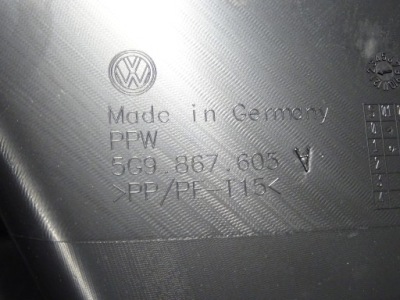 Made in Germany
PPW
5G9.867.605 A
>PP/PE-T15<